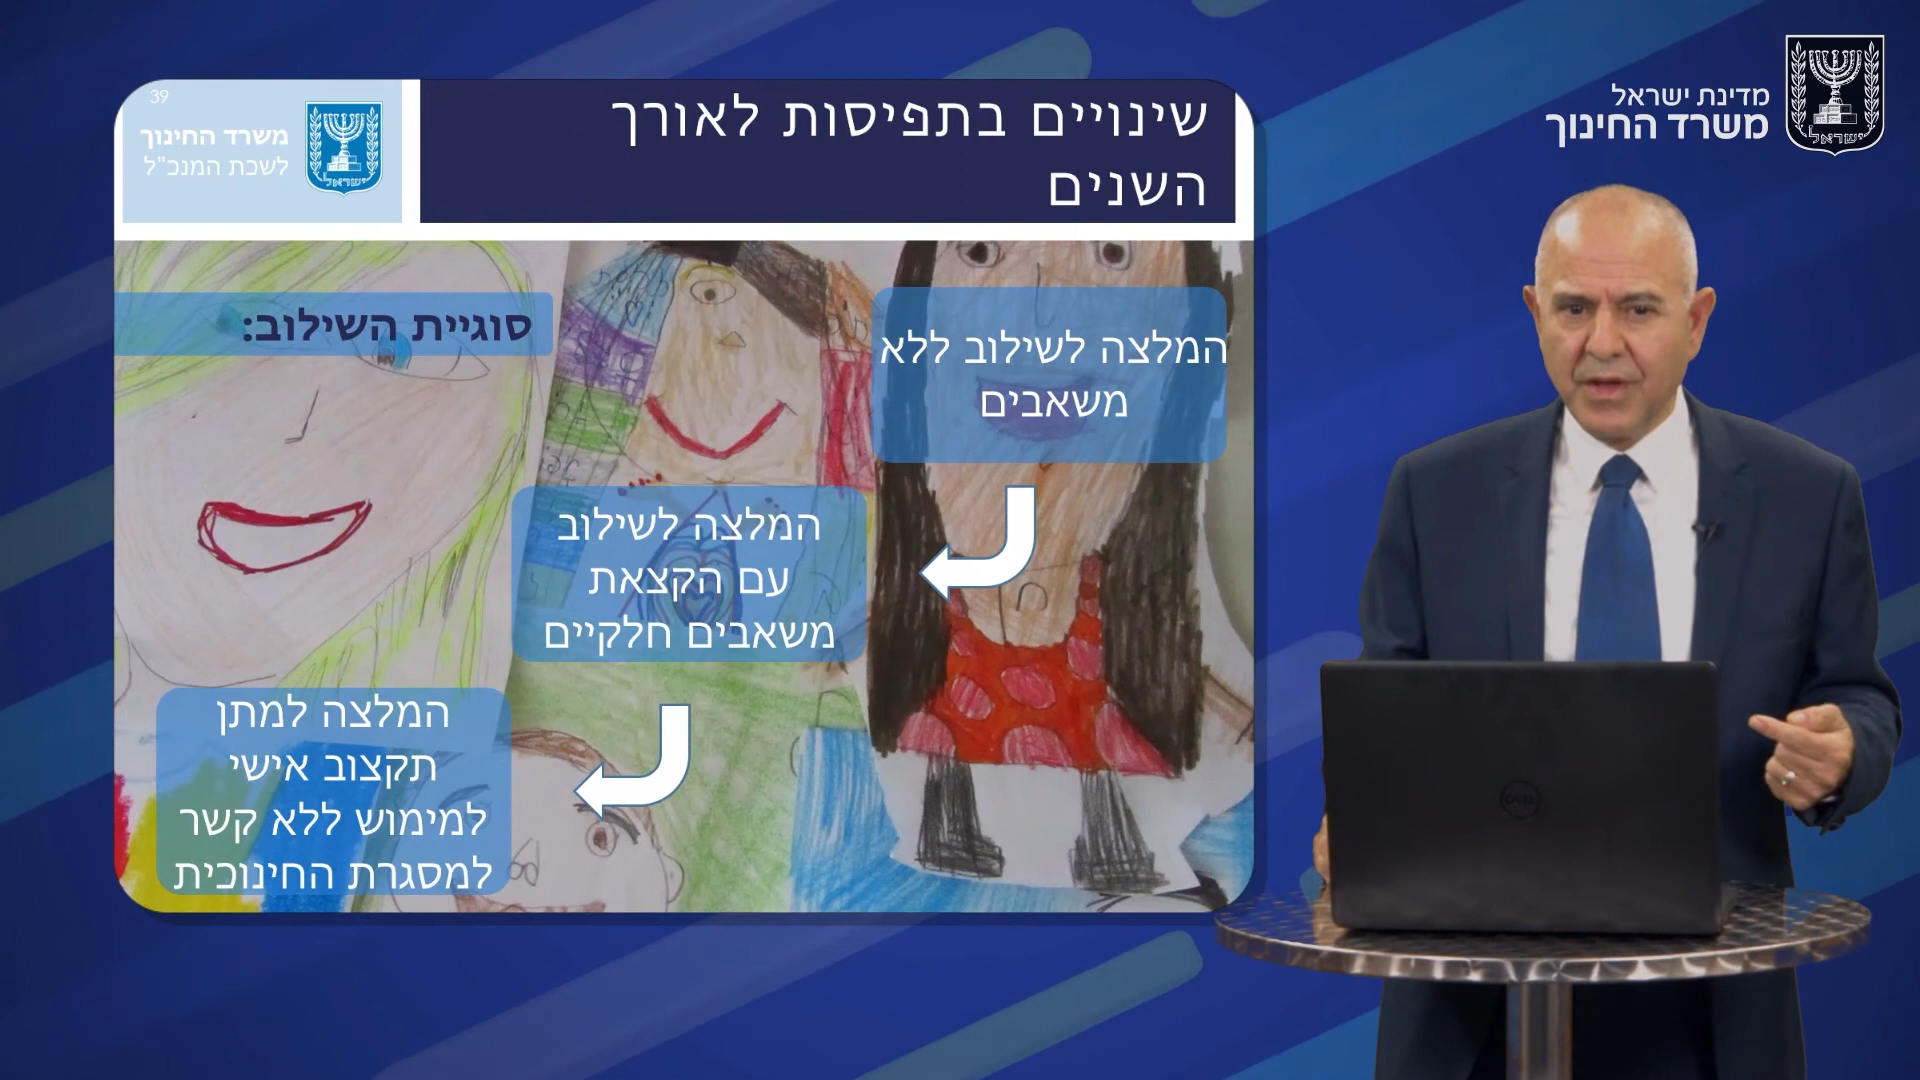 מדינת ישראל
משרד החינוך
39
משרד החינוך
לשכת המנכ"ל
ישראל
שינויים בתפיסות לאורך
השנים
סוגיית השילוב:
המלצה לשילוב ללא
משאבים
המלצה לשילוב
עם הקצאת
משאבים חלקיים
המלצה למתן
תקצוב אישי
למימוש ללא קשר
למסגרת החינוכית
ישראל
DELL